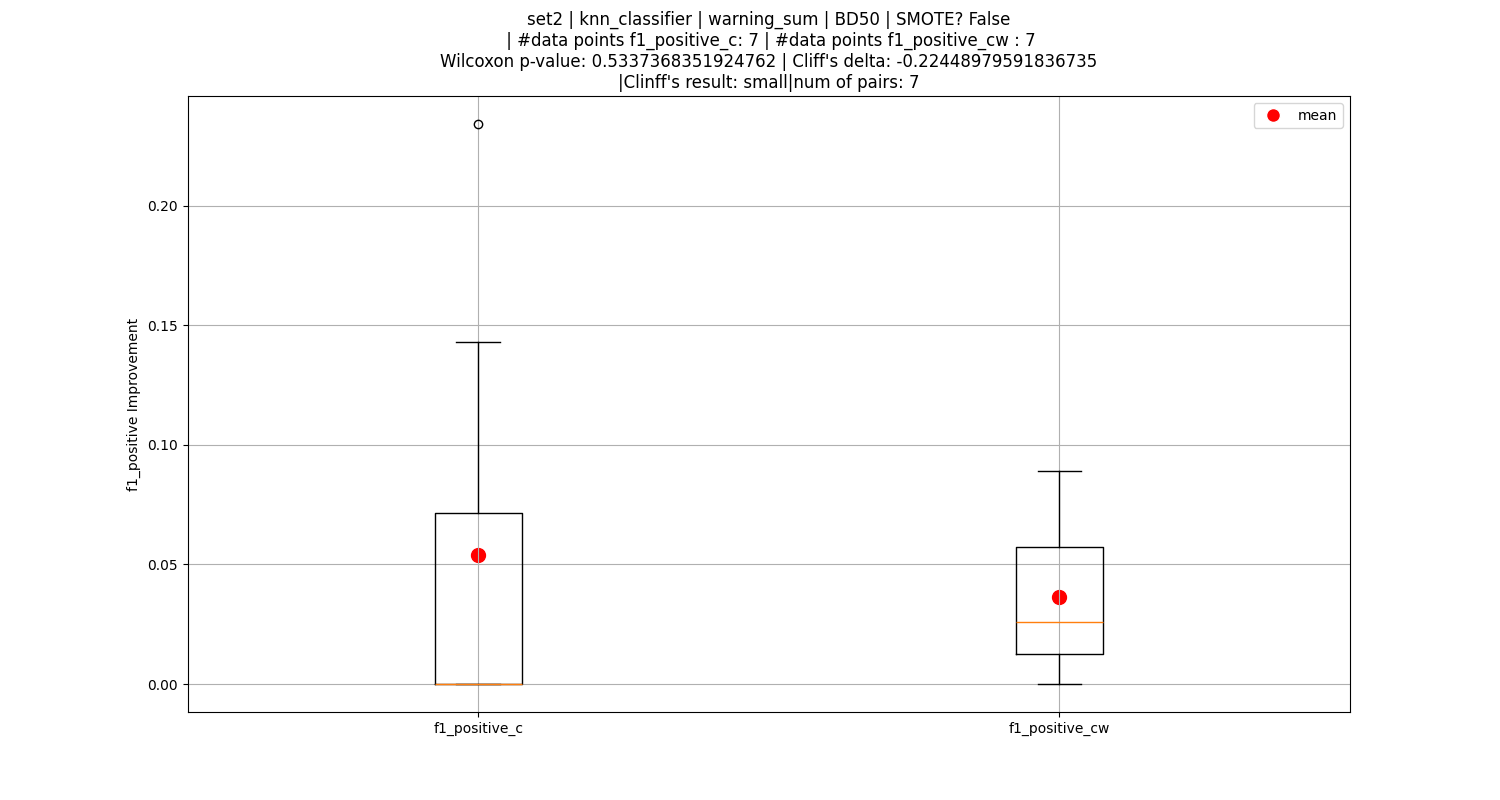 set2 | knn_classifier | warning_sum | BD50 | SMOTE? False
| #data points f1_positive_c: 7 | #data points f1_positive_cw : 7
Wilcoxon p-value: 0.5337368351924762 | Cliff's delta: -0.22448979591836735
|Clinff's result: small|num of pairs: 7
mean
f1_positive Improvement
0.20
0.15
0.10
0.05
0.00
f1_positive_c
f1_positive_cw